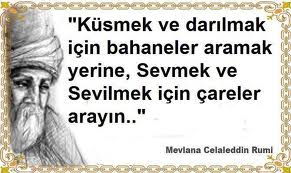 "Küsmek ve darılmak
için bahaneler aramak
yerine, Sevmek ve
Sevilmek için çareler
arayın.."
Mevlana Celaleddin Rumi